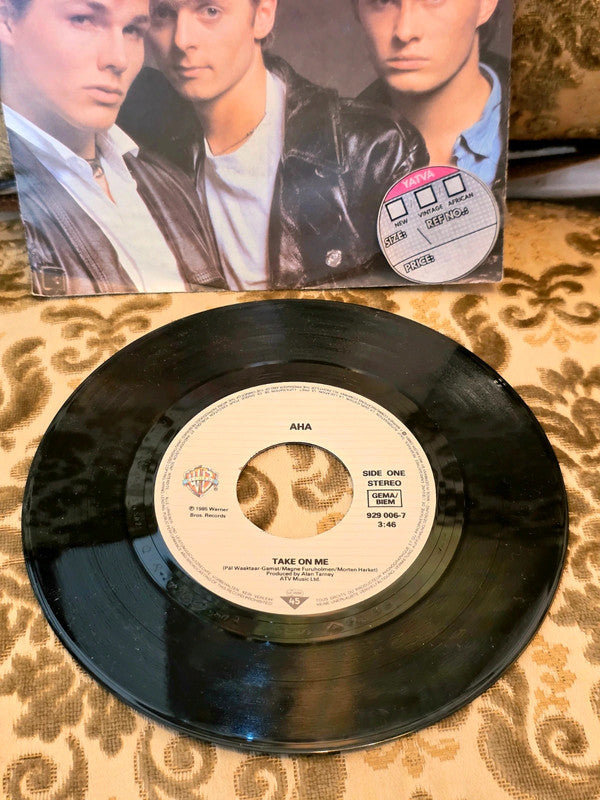 YATVA
NEW
VINTAGE
AFRICAN
SIZE:
REF NO.:
PRICE:
AHA
SIDE ONE
STEREO
GEMA/
BIEM
℗ 1985 Warner
Bros. Records
929 006-7
3:46
TAKE ON ME
(Pål Waaktaar-Gamst/Magne Furuholmen/Morten Harket)
Produced by Alan Tarney
ATV Music Ltd.
45